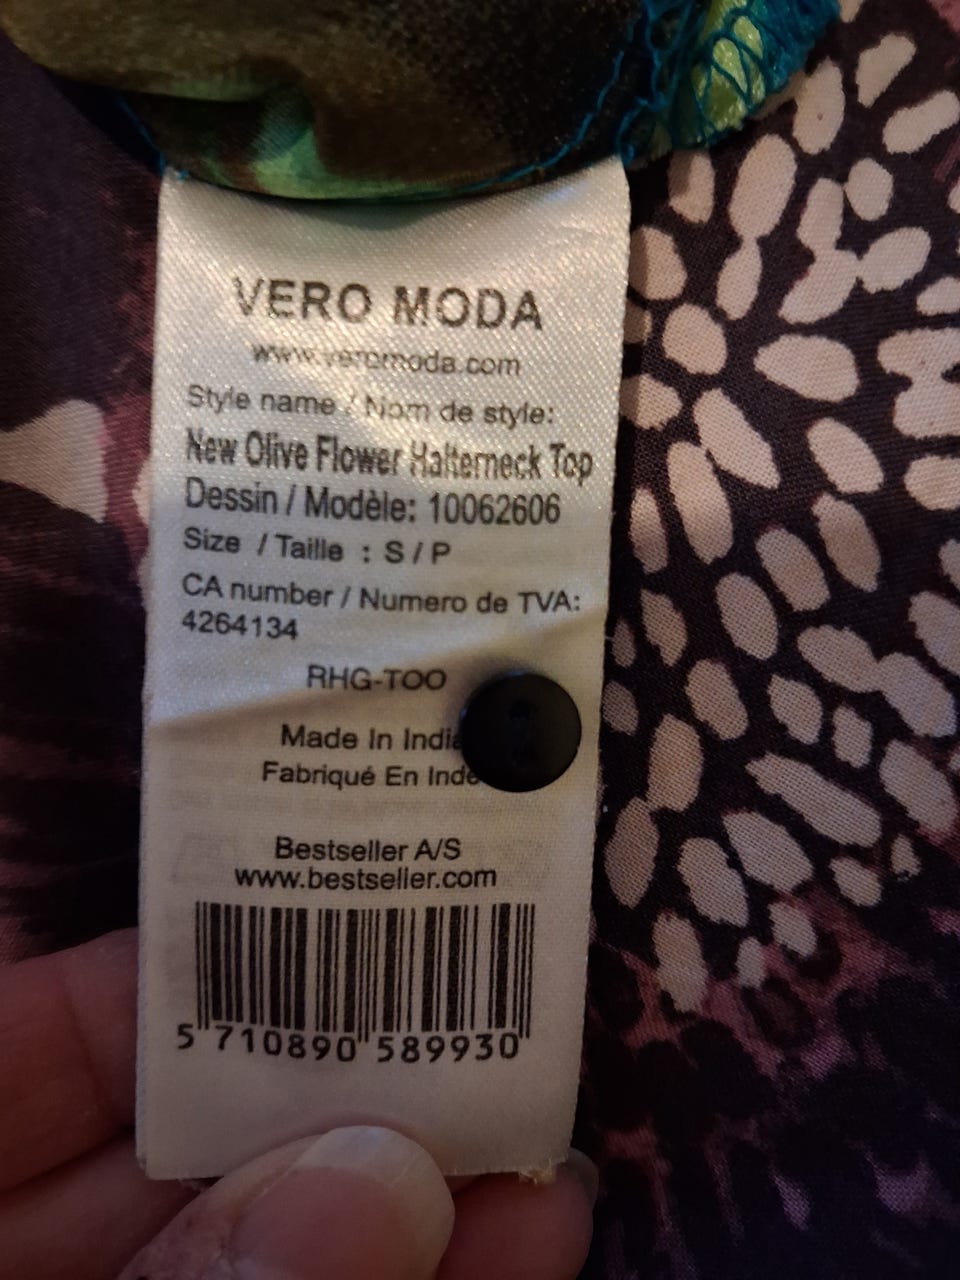 VERO MODA
www.veromoda.com
Style name / Nom de style:
New Olive Flower Halterneck Top
Dessin / Modèle: 10062606
Size / Taille : S / P
CA number / Numero de TVA:
4264134
RHG-TOO
Made In India
Fabriqué En Inde
Bestseller A/S
www.bestseller.com
5 710890 589930